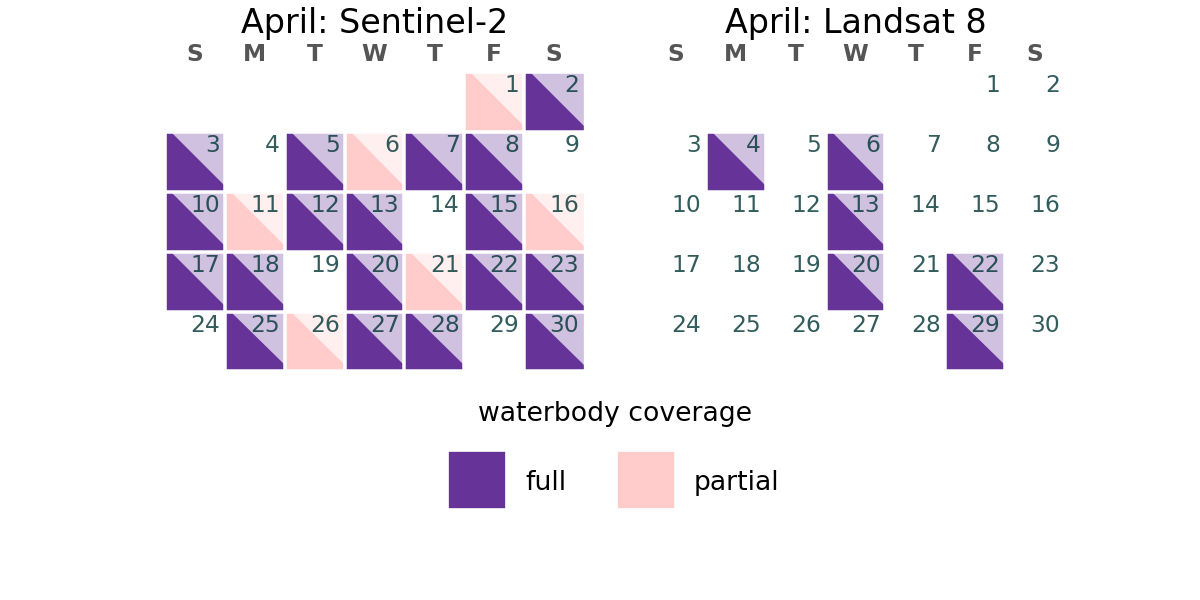 April: Sentinel-2
S M T W T F S
1 2
3 4 5 6 7 8 9
10 11 12 13 14 15 16
17 18 19 20 21 22 23
24 25 26 27 28 29 30
April: Landsat 8
S M T W T F S
1 2
3 4 5 6 7 8 9
10 11 12 13 14 15 16
17 18 19 20 21 22 23
24 25 26 27 28 29 30
waterbody coverage
full
partial